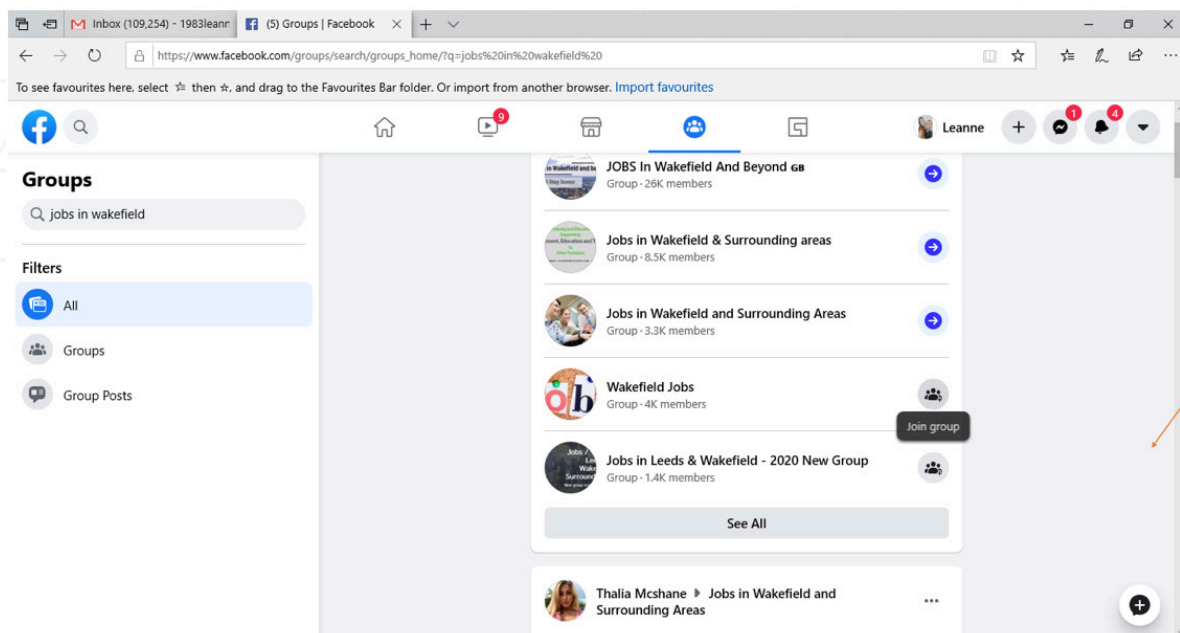 Inbox (109,254) - 1983leanr
(5) Groups | Facebook
https://www.facebook.com/groups/search/groups_home/?q=jobs%20in%20wakefield%20
To see favourites here, select ☆ then ☆, and drag to the Favourites Bar folder. Or import from another browser. Import favourites
9
Leanne
1
4
Groups
jobs in wakefield
Filters
All
Groups
Group Posts
JOBS In Wakefield And Beyond GB
Group · 26K members
Jobs in Wakefield & Surrounding areas
Group · 8.5K members
Jobs in Wakefield and Surrounding Areas
Group · 3.3K members
ob
Wakefield Jobs
Group · 4K members
Join group
Jobs in Leeds & Wakefield - 2020 New Group
Group · 1.4K members
See All
Thalia Mcshane ▶ Jobs in Wakefield and
Surrounding Areas